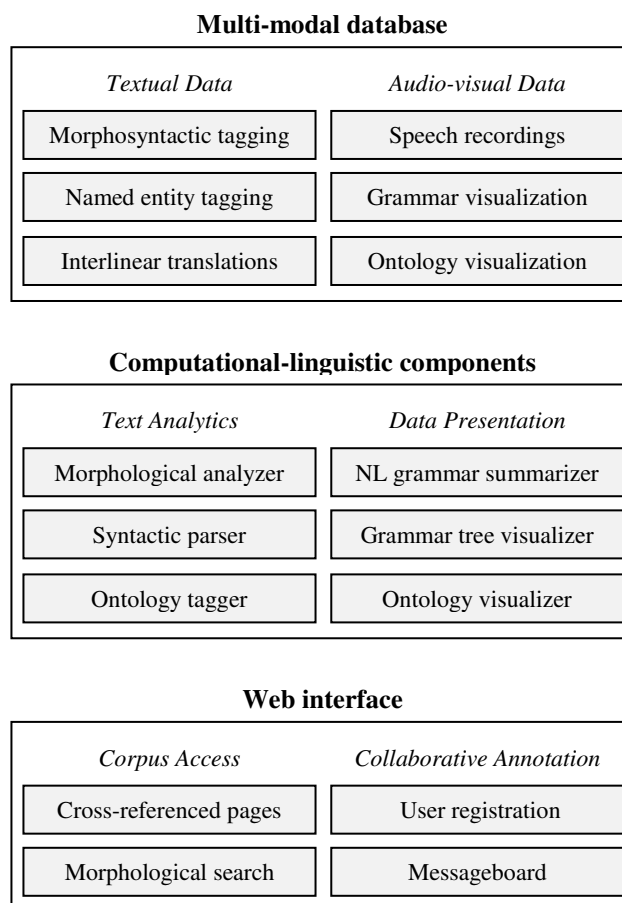 Multi-modal database
Textual Data Audio-visual Data
Morphosyntactic tagging Speech recordings
Named entity tagging Grammar visualization
Interlinear translations Ontology visualization
Computational-linguistic components
Text Analytics Data Presentation
Morphological analyzer NL grammar summarizer
Syntactic parser Grammar tree visualizer
Ontology tagger Ontology visualizer
Web interface
Corpus Access Collaborative Annotation
Cross-referenced pages User registration
Morphological search Messageboard